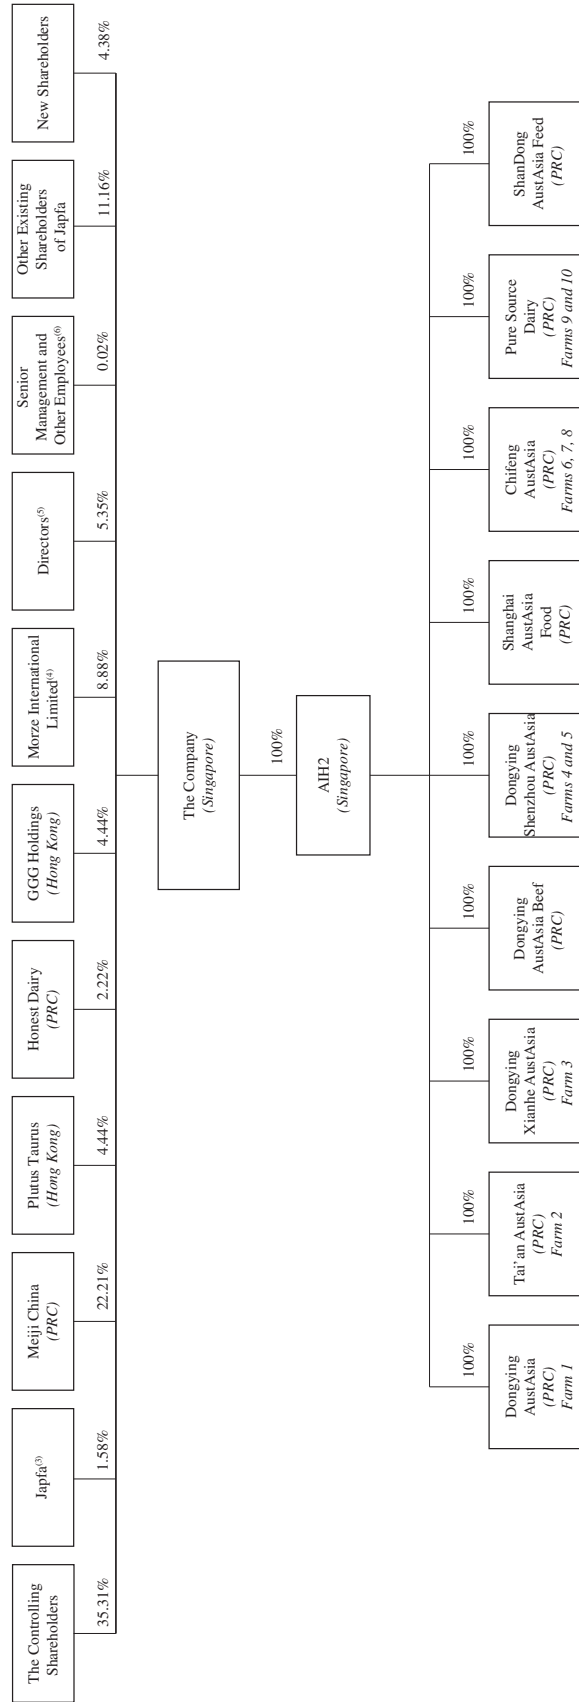 The Controlling
Shareholders
35.31%
Japfa(3)
1.58%
Meiji China
(PRC)
22.21%
Plutus Taurus
(Hong Kong)
4.44%
Honest Dairy
(PRC)
2.22%
GGG Holdings
(Hong Kong)
4.44%
Morze International
Limited(4)
8.88%
Directors(5)
5.35%
Senior
Management and
Other Employees(6)
0.02%
Other Existing
Shareholders
of Japfa
11.16%
New Shareholders
4.38%
The Company
(Singapore)
100%
AIH2
(Singapore)
100%
Dongying
AustAsia
(PRC)
Farm 1
100%
Tai’an AustAsia
(PRC)
Farm 2
100%
Dongying
Xianhe AustAsia
(PRC)
Farm 3
100%
Dongying
AustAsia Beef
(PRC)
100%
Dongying
Shenzhou AustAsia
(PRC)
Farms 4 and 5
100%
Shanghai
AustAsia
Food
(PRC)
100%
Chifeng
AustAsia
(PRC)
Farms 6, 7, 8
100%
Pure Source
Dairy
(PRC)
Farms 9 and 10
100%
ShanDong
AustAsia Feed
(PRC)